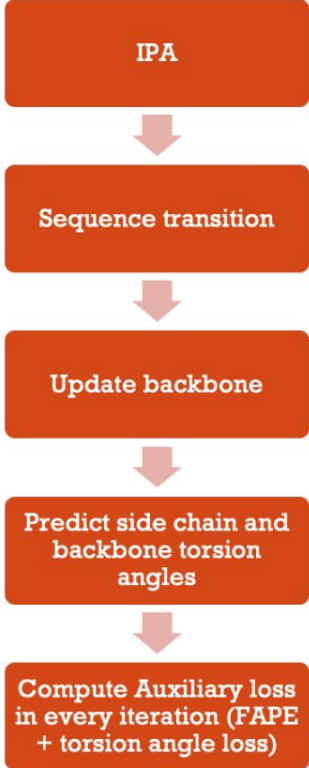 IPA
Sequence transition
Update backbone
Predict side chain and
backbone torsion
angles
Compute Auxiliary loss
in every iteration (FAPE
+ torsion angle loss)